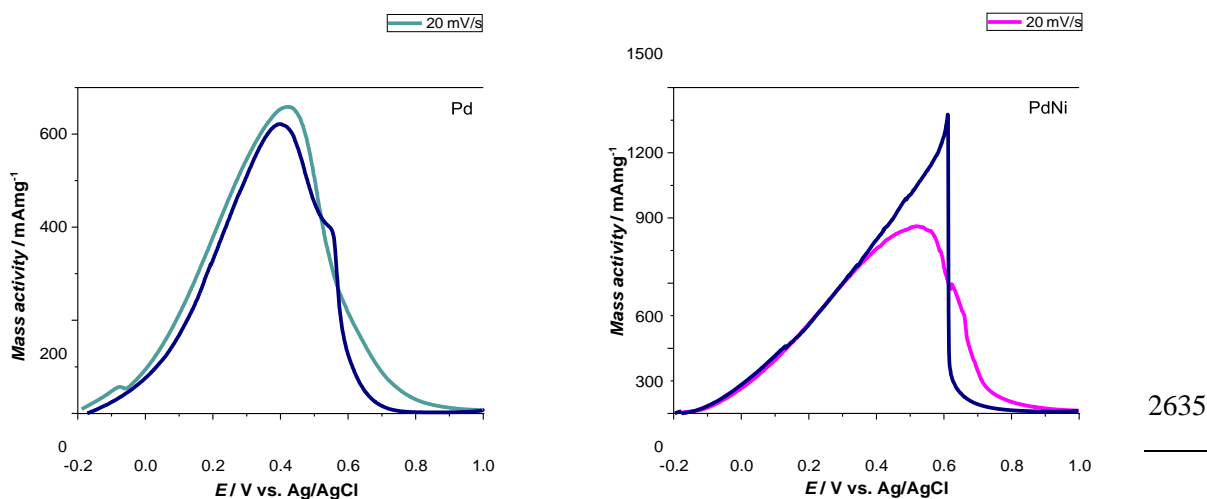 20 mV/s
Pd
600
400
200
0
Mass activity / mAmg-1
-0.2 0.0 0.2 0.4 0.6 0.8 1.0
E / V vs. Ag/AgCl
20 mV/s
1500
PdNi
1200
900
600
300
0
Mass activity / mAmg-1
-0.2 0.0 0.2 0.4 0.6 0.8 1.0
E / V vs. Ag/AgCl
2635